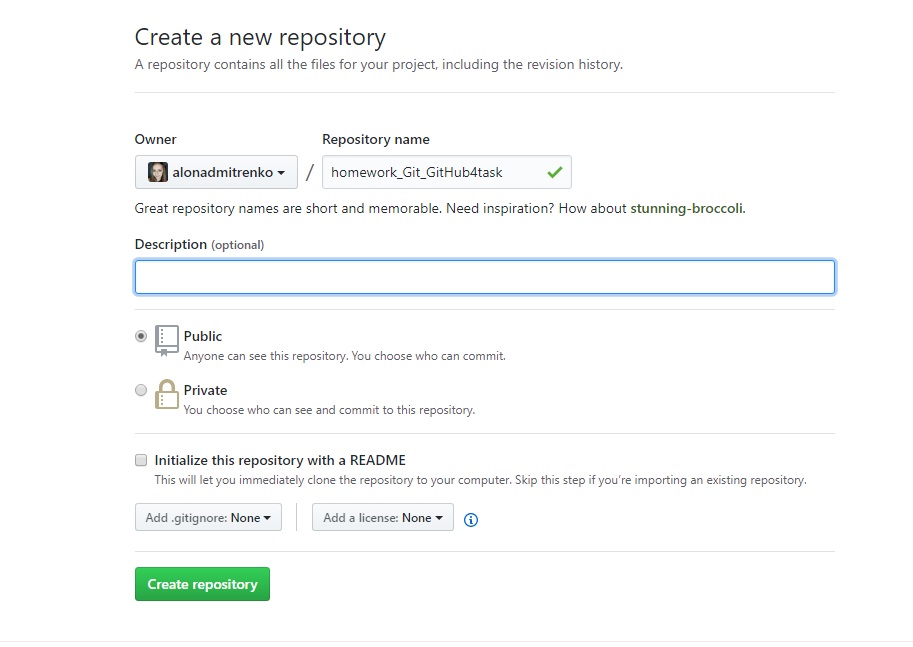 Create a new repository
A repository contains all the files for your project, including the revision history.
Owner
Repository name
alonadmitrenko / homework_Git_GitHub4task
Great repository names are short and memorable. Need inspiration? How about stunning-broccoli.
Description (optional)
Public
Anyone can see this repository. You choose who can commit.
Private
You choose who can see and commit to this repository.
Initialize this repository with a README
This will let you immediately clone the repository to your computer. Skip this step if you're importing an existing repository.
Add .gitignore: None
Add a license: None
Create repository